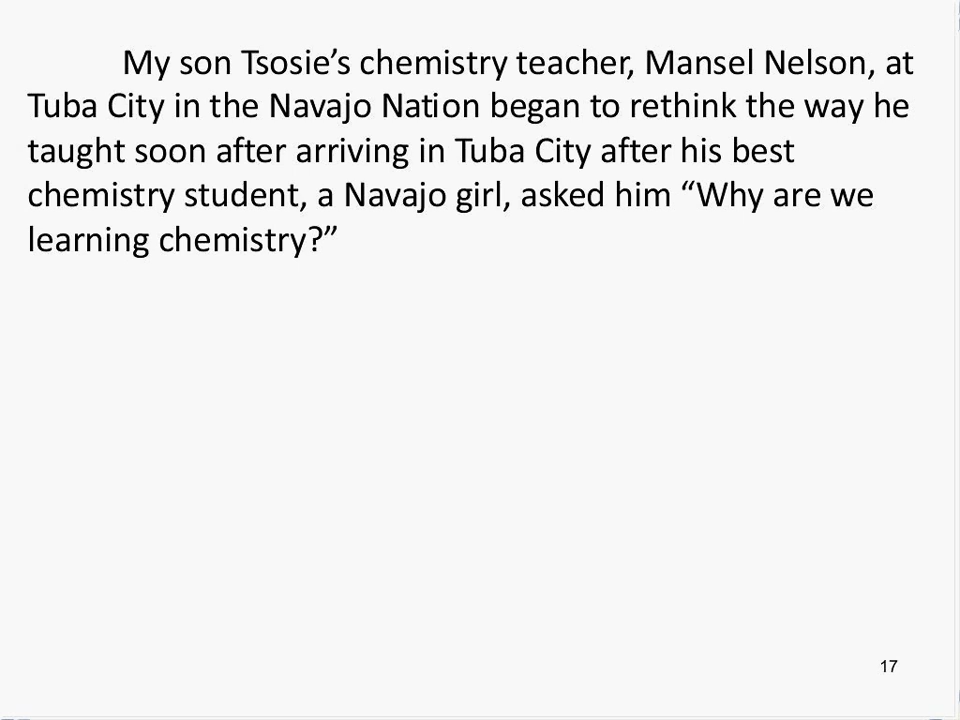 My son Tsosie’s chemistry teacher, Mansel Nelson, at
Tuba City in the Navajo Nation began to rethink the way he
taught soon after arriving in Tuba City after his best
chemistry student, a Navajo girl, asked him “Why are we
learning chemistry?”
17